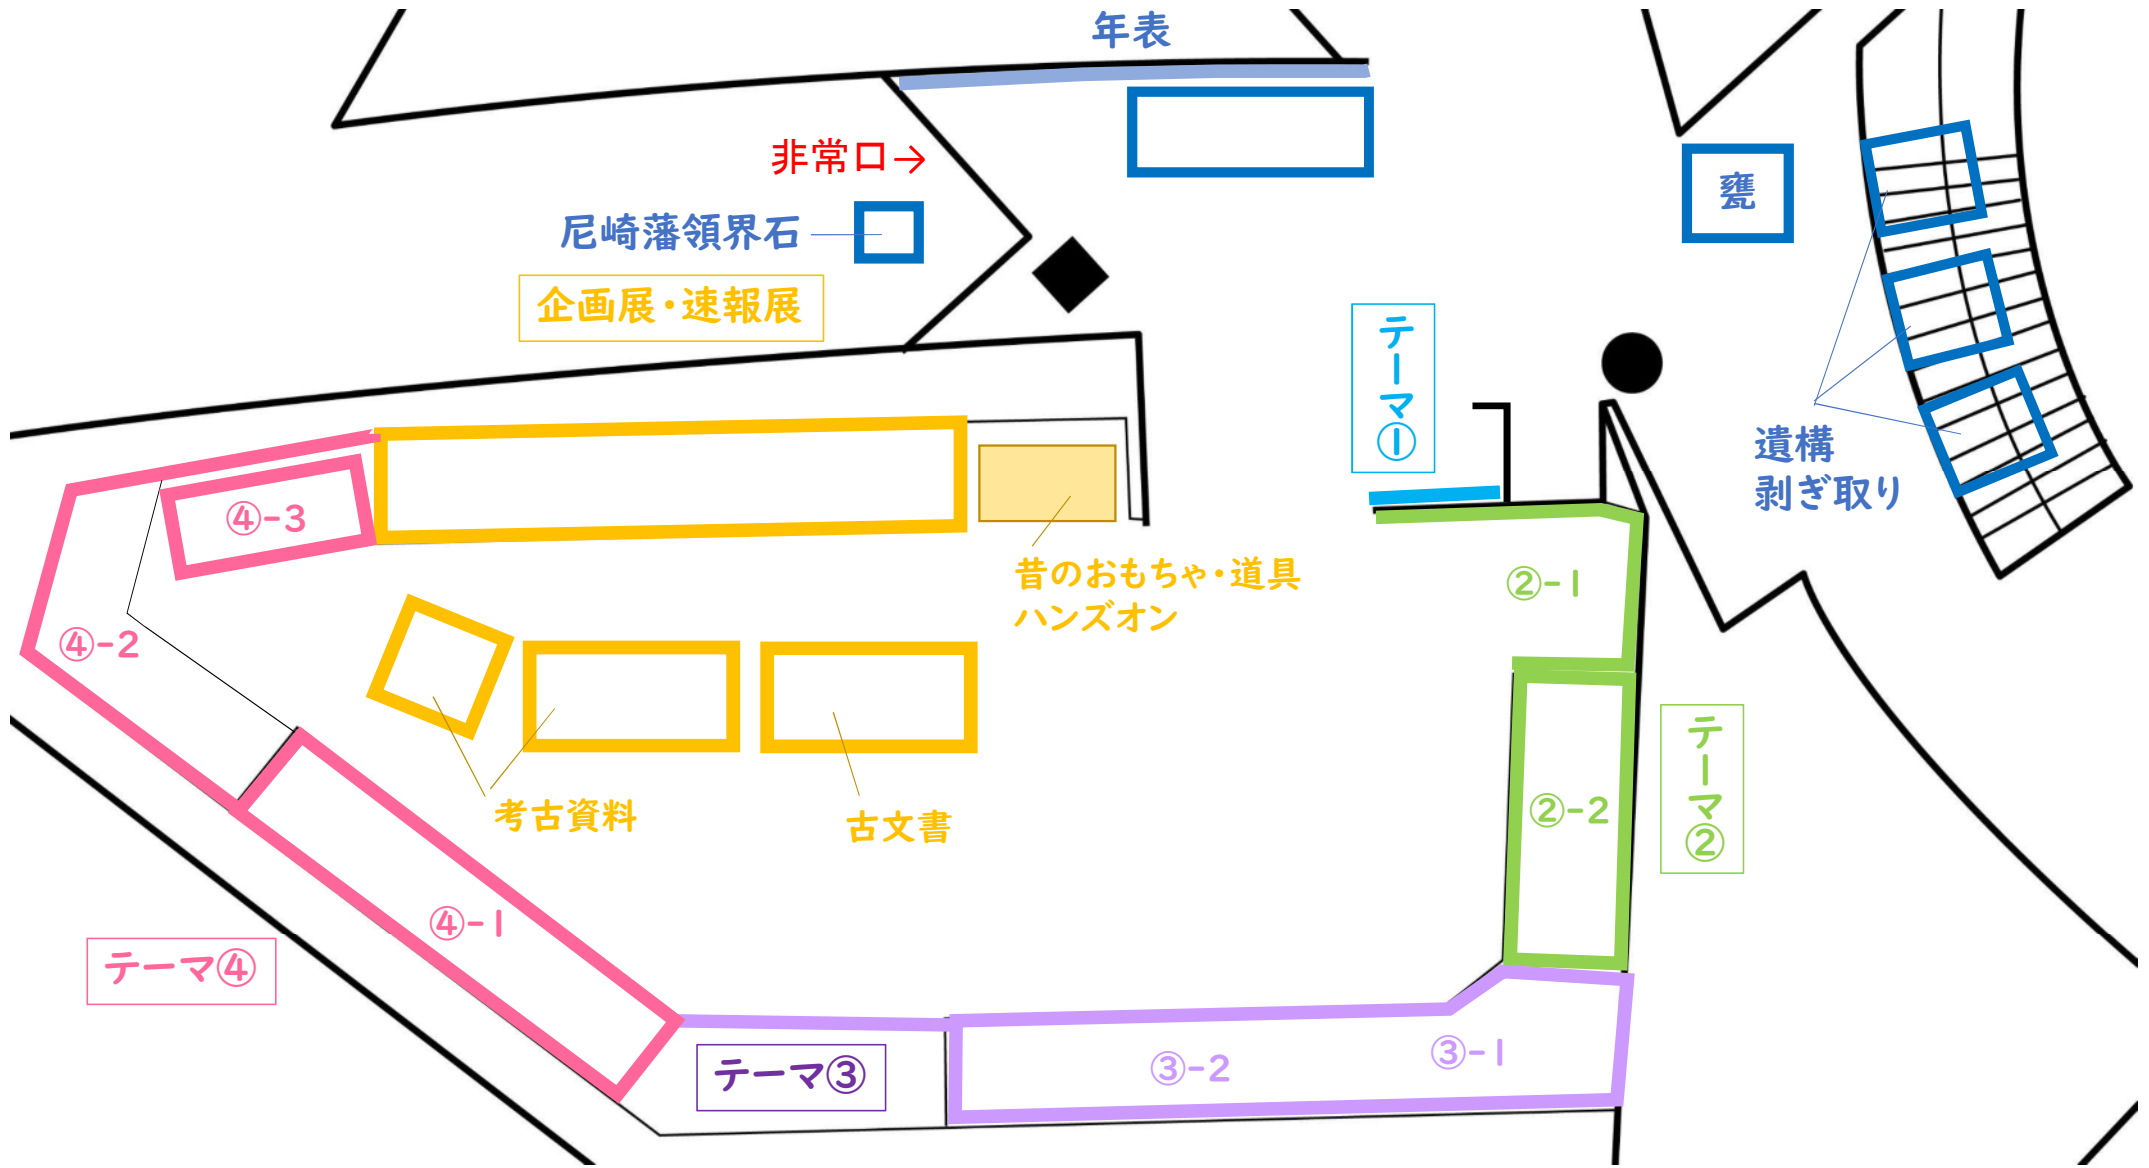 年表
非常口→
甕
尼崎藩領界石
企画展・速報展
テーマ①
遺構
剥ぎ取り
④-3
昔のおもちゃ・道具
ハンズオン
②-1
④-2
考古資料
古文書
②-2
テーマ②
④-1
テーマ④
テーマ③
③-2
③-1